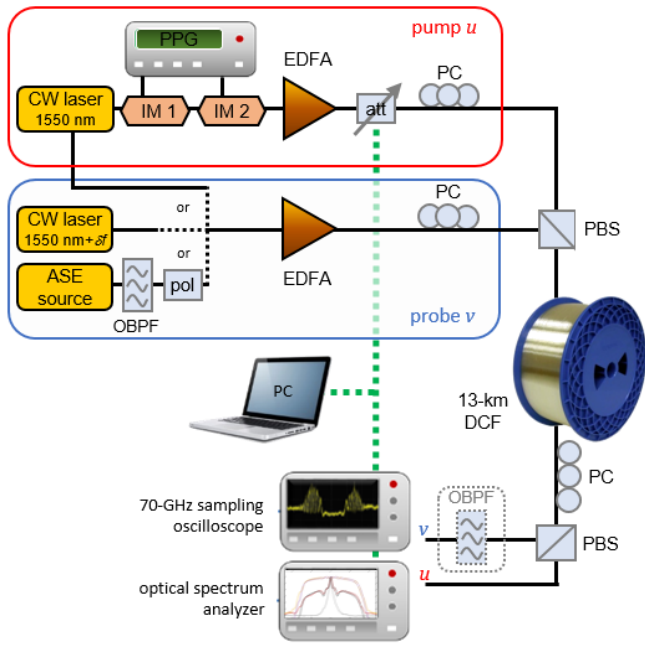 pump u
PPG
EDFA
PC
CW laser
1550 nm
IM 1
IM 2
att
or
PC
CW laser
1550 nm+δf
or
PBS
ASE
source
pol
EDFA
OBPF
probe v
PC
13-km
DCF
PC
70-GHz sampling
oscilloscope
OBPF
v
PBS
optical spectrum
analyzer
u